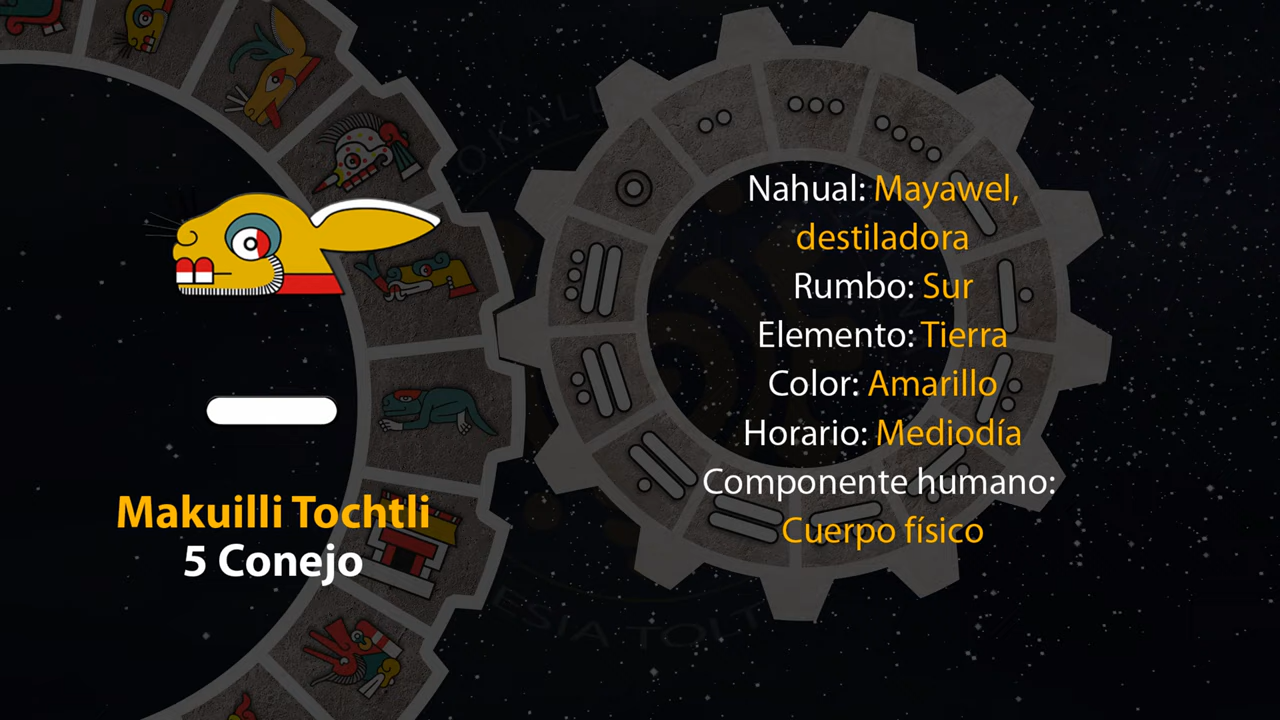 Makuilli Tochtli
5 Conejo
Nahual: Mayawel,
destiladora
Rumbo: Sur
Elemento: Tierra
Color: Amarillo
Horario: Mediodía
Componente humano:
Cuerpo físico